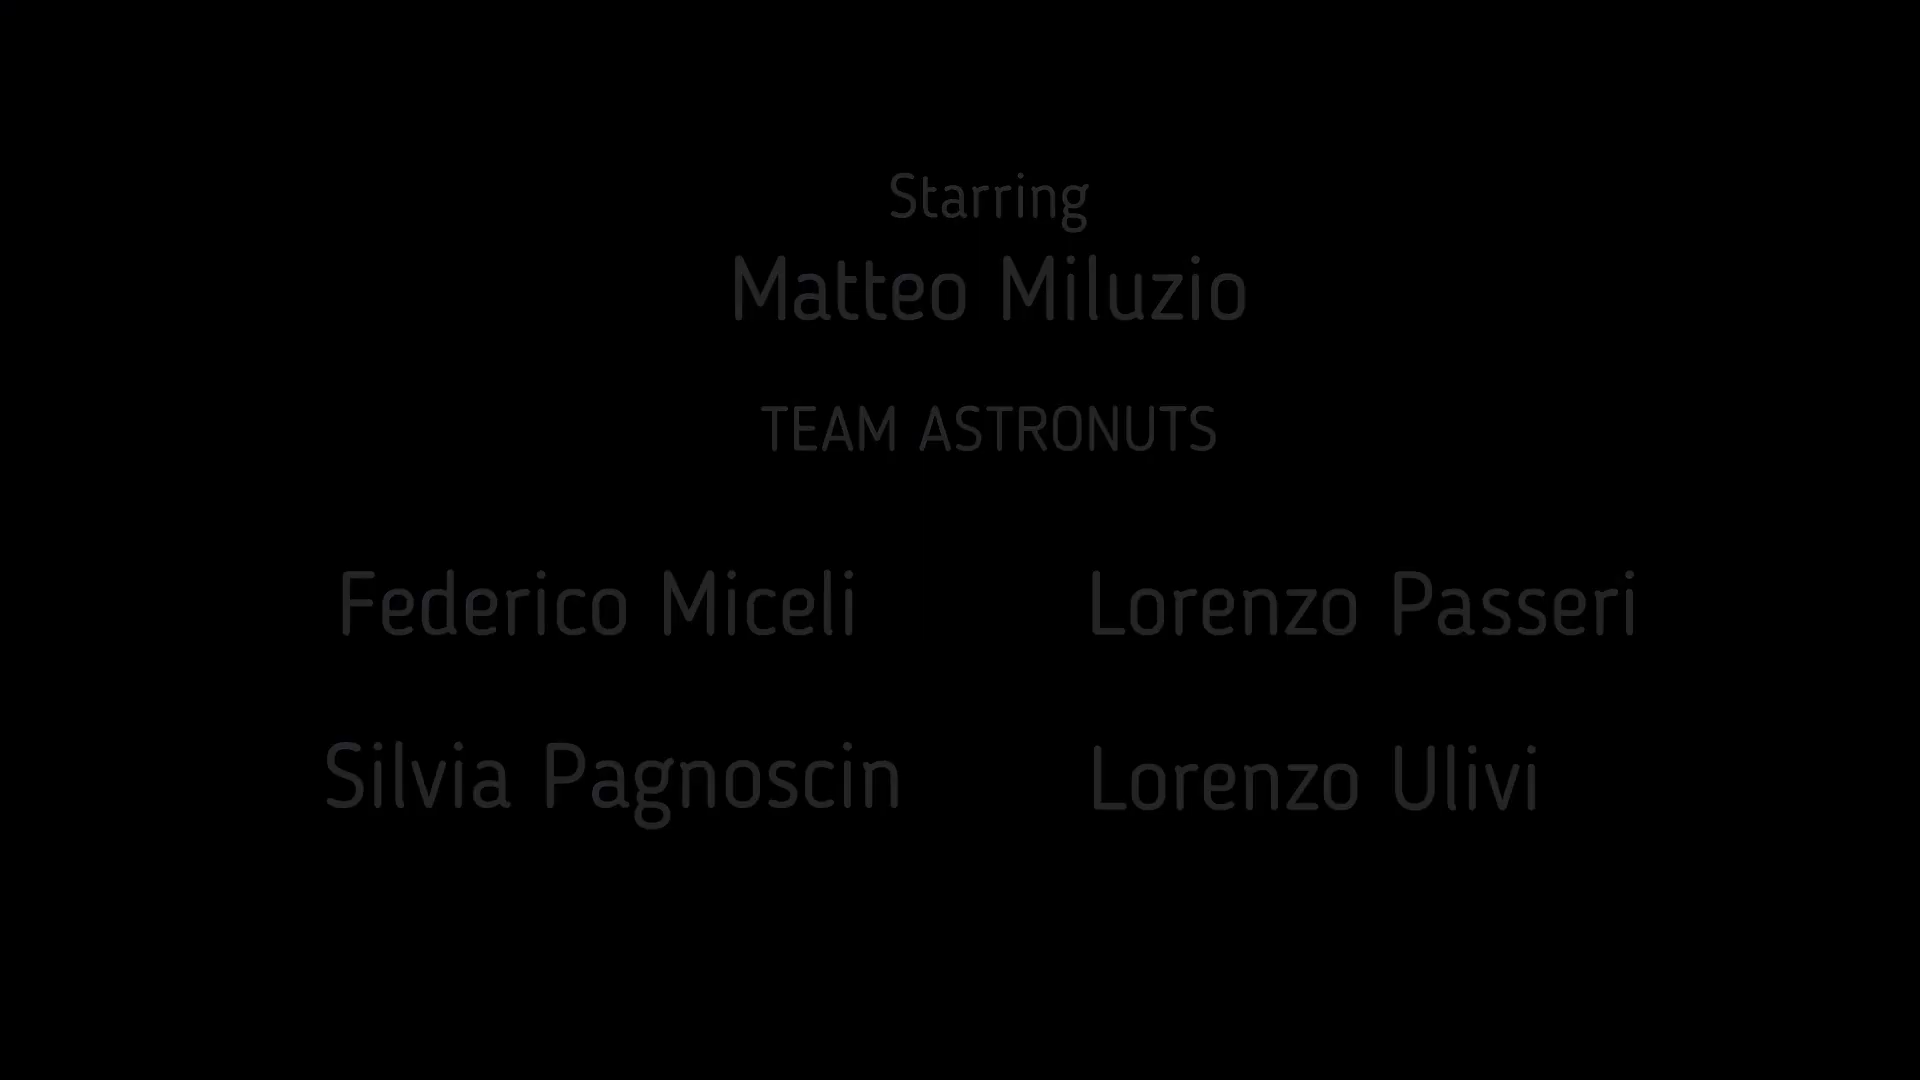 Starring
Matteo Miluzio
TEAM ASTRONUTS
Federico Miceli
Lorenzo Passeri
Silvia Pagnoscin
Lorenzo Ulivi